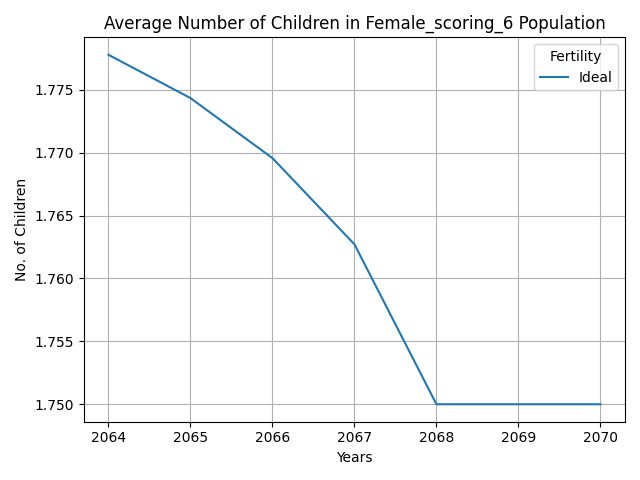 Average Number of Children in Female_scoring_6 Population
Fertility
Ideal
1.775
1.770
1.765
1.760
1.755
1.750
No. of Children
2064 2065 2066 2067 2068 2069 2070
Years